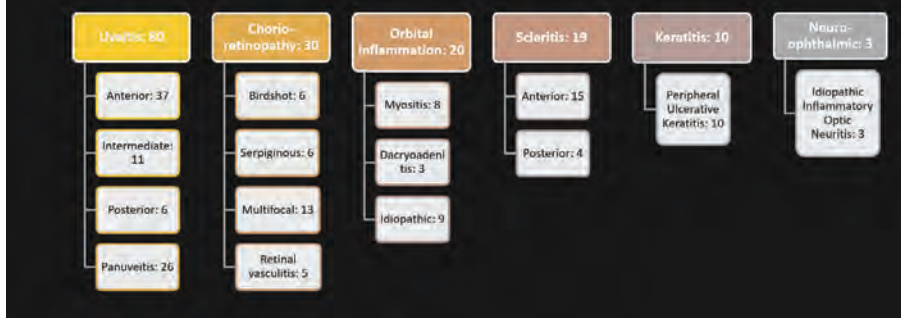 Uveitis: 80
Anterior: 37
Intermediate:
11
Posterior: 6
Panuveitis: 26
Chorio-
retinopathy: 30
Birdshot: 6
Serpiginous: 6
Multifocal: 13
Retinal
vasculitis: 5
Orbital
inflammation: 20
Myositis: 8
Dacryoadeni
tis: 3
Idiopathic: 9
Scleritis: 19
Anterior: 15
Posterior: 4
Keratitis: 10
Peripheral
Ulcerative
Keratitis: 10
Neuro-
ophthalmic: 3
Idiopathic
Inflammatory
Optic
Neuritis: 3